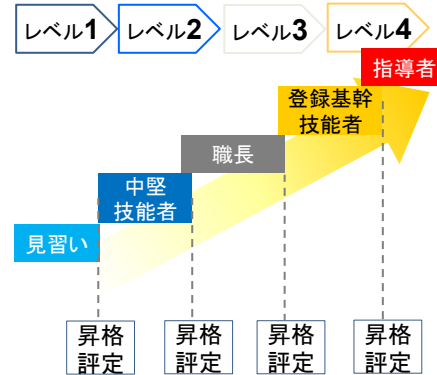 レベル1
レベル2
レベル3
レベル4
指導者
登録基幹
技能者
職長
中堅
技能者
見習い
昇格
評定
昇格
評定
昇格
評定
昇格
評定